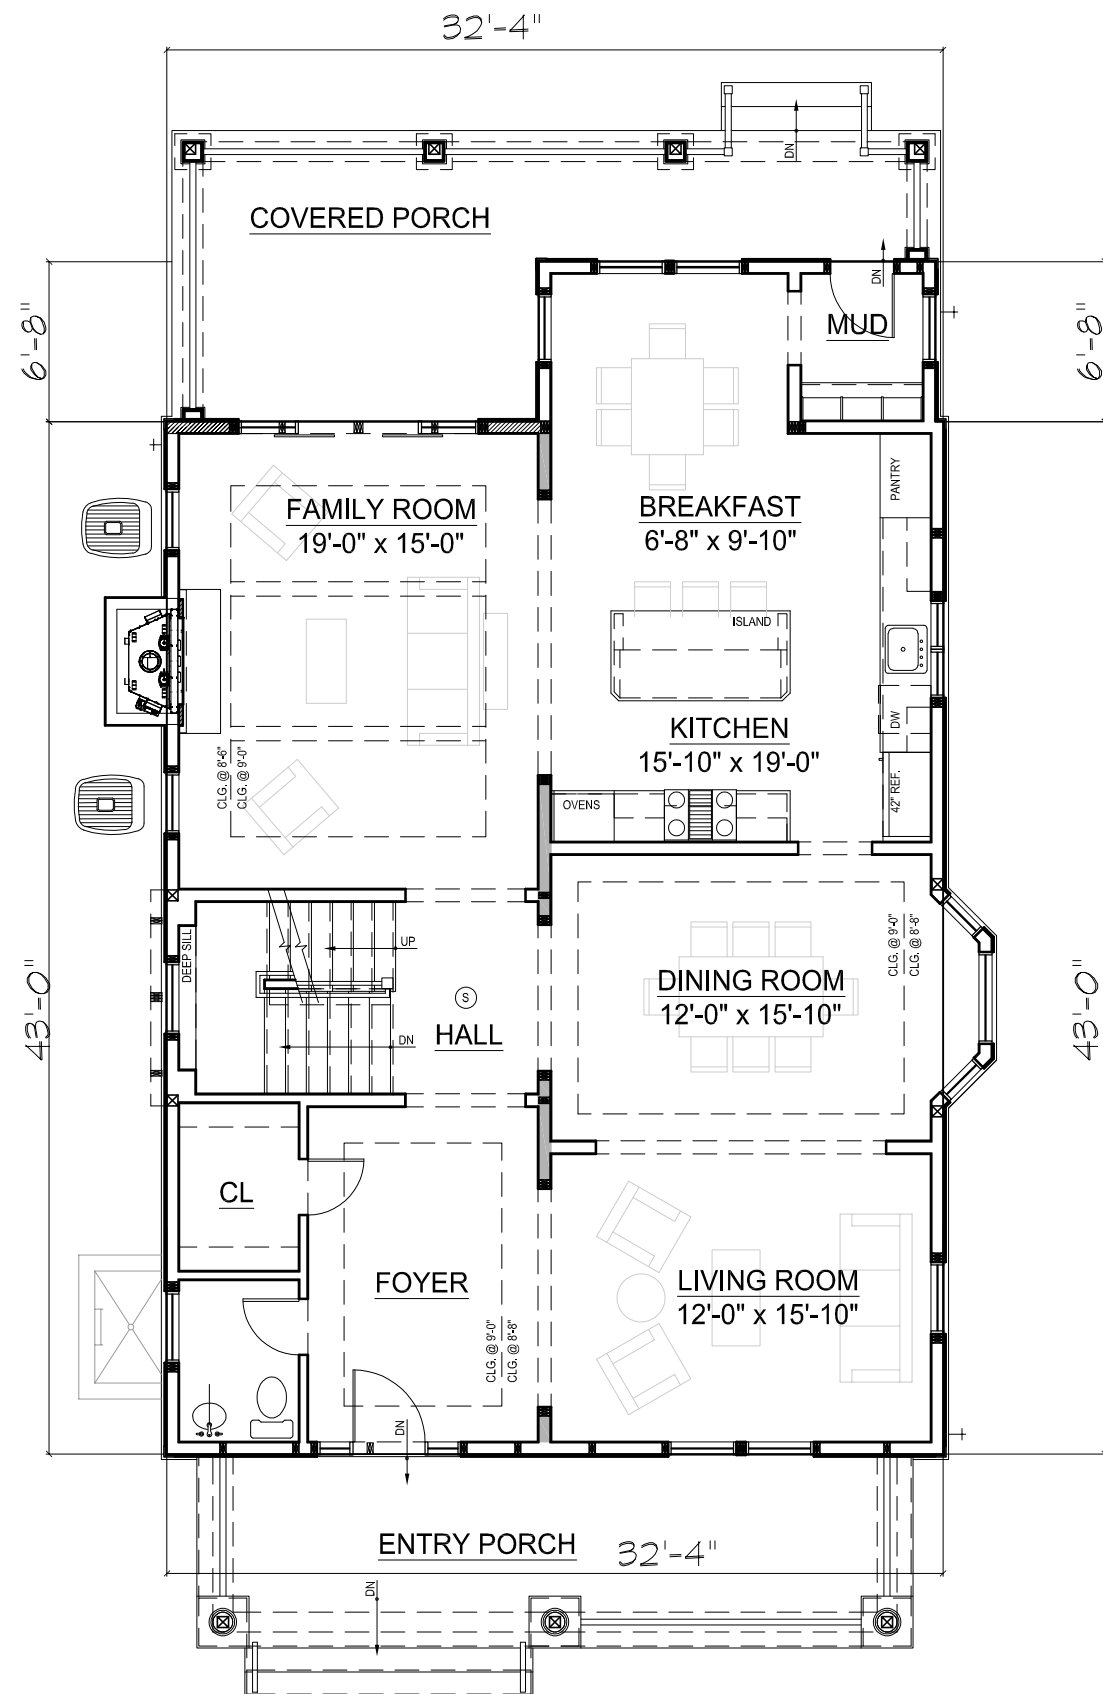 32'-4"
DN
COVERED PORCH
DN
6'-8"
MUD
6'-8"
PANTRY
FAMILY ROOM
19'-0" x 15'-0"
BREAKFAST
6'-8" x 9'-10"
ISLAND
KITCHEN
15'-10" x 19'-0"
DW
CLG. @ 8'-6"
CLG. @ 9'-0"
OVENS
42" REF.
DEEP SILL
UP
CLG. @ 9'-0"
CLG. @ 8'-8"
43'-0"
S
HALL
DN
DINING ROOM
12'-0" x 15'-10"
43'-0"
CL
FOYER
LIVING ROOM
12'-0" x 15'-10"
CLG. @ 9'-0"
CLG. @ 8'-8"
DN
ENTRY PORCH
32'-4"
DN